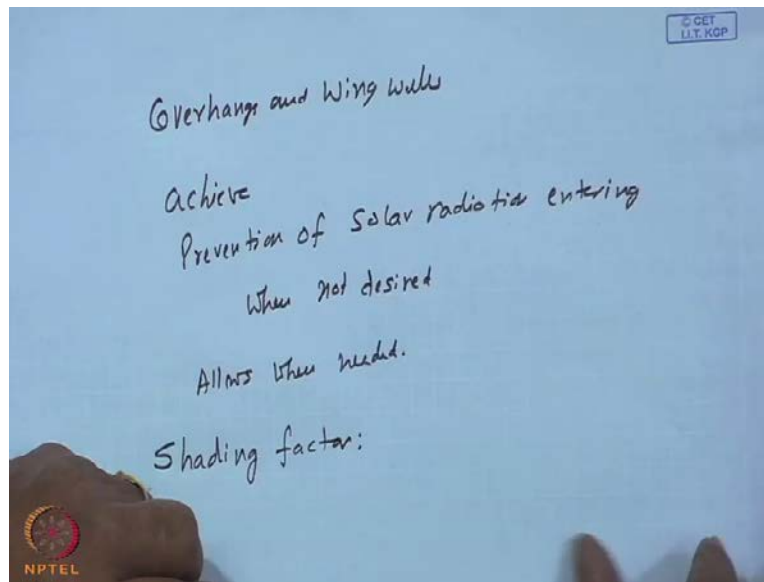 © CET
I.I.T. KGP
Overhangs and Wing walls
achieve
Prevention of Solar radiation entering
When not desired
Allows when needed.
Shading factor:
NPTEL